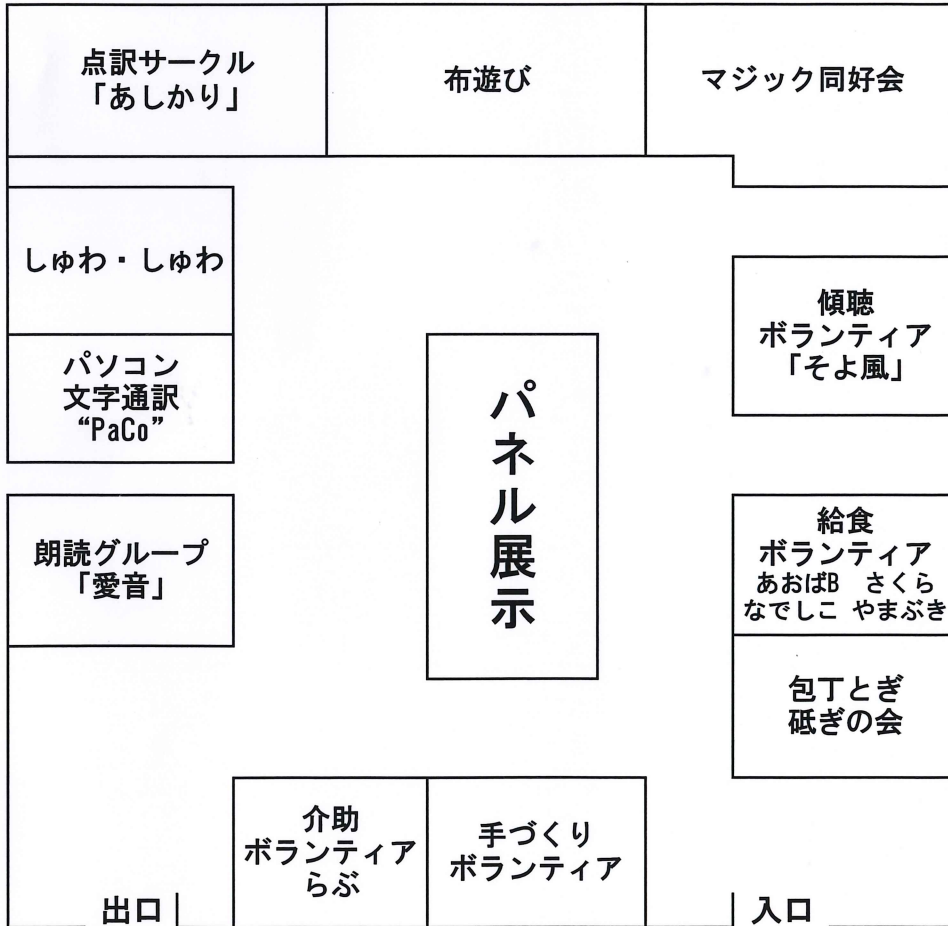 点訳サークル
「あしかり」
布遊び
マジック同好会
しゅわ・しゅわ
パソコン
文字通訳
“PaCo”
朗読グループ
「愛音」
パネル展示
傾聴
ボランティア
「そよ風」
給食
ボランティア
あおばB　さくら
なでしこ　やまぶき
包丁とぎ
砥ぎの会
介助
ボランティア
らぶ
手づくり
ボランティア
出口
入口